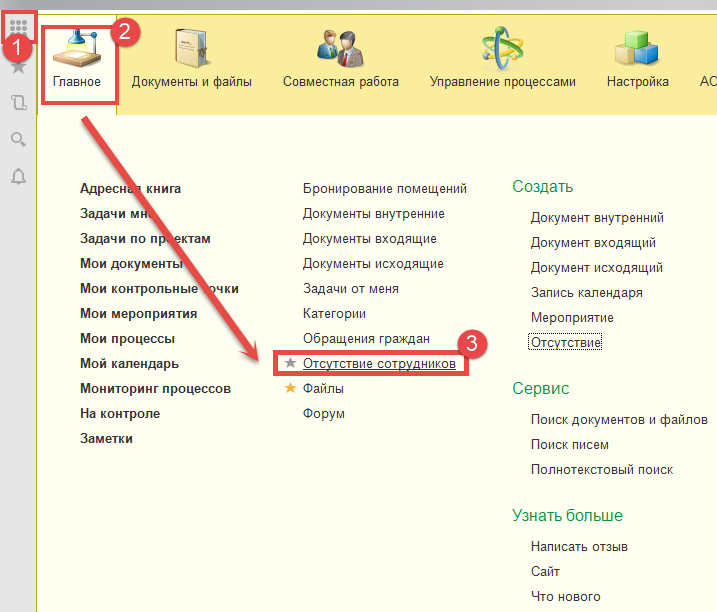 1
2
3
Главное
Документы и файлы
Совместная работа
Управление процессами
Настройка
АС
Адресная книга
Задачи мне
Задачи по проектам
Мои документы
Мои контрольные точки
Мои мероприятия
Мои процессы
Мой календарь
Мониторинг процессов
На контроле
Заметки
Бронирование помещений
Документы внутренние
Документы входящие
Документы исходящие
Задачи от меня
Категории
Обращения граждан
Отсутствие сотрудников
Файлы
Форум
Создать
Документ внутренний
Документ входящий
Документ исходящий
Запись календаря
Мероприятие
Отсутствие
Сервис
Поиск документов и файлов
Поиск писем
Полнотекстовый поиск
Узнать больше
Написать отзыв
Сайт
Что нового